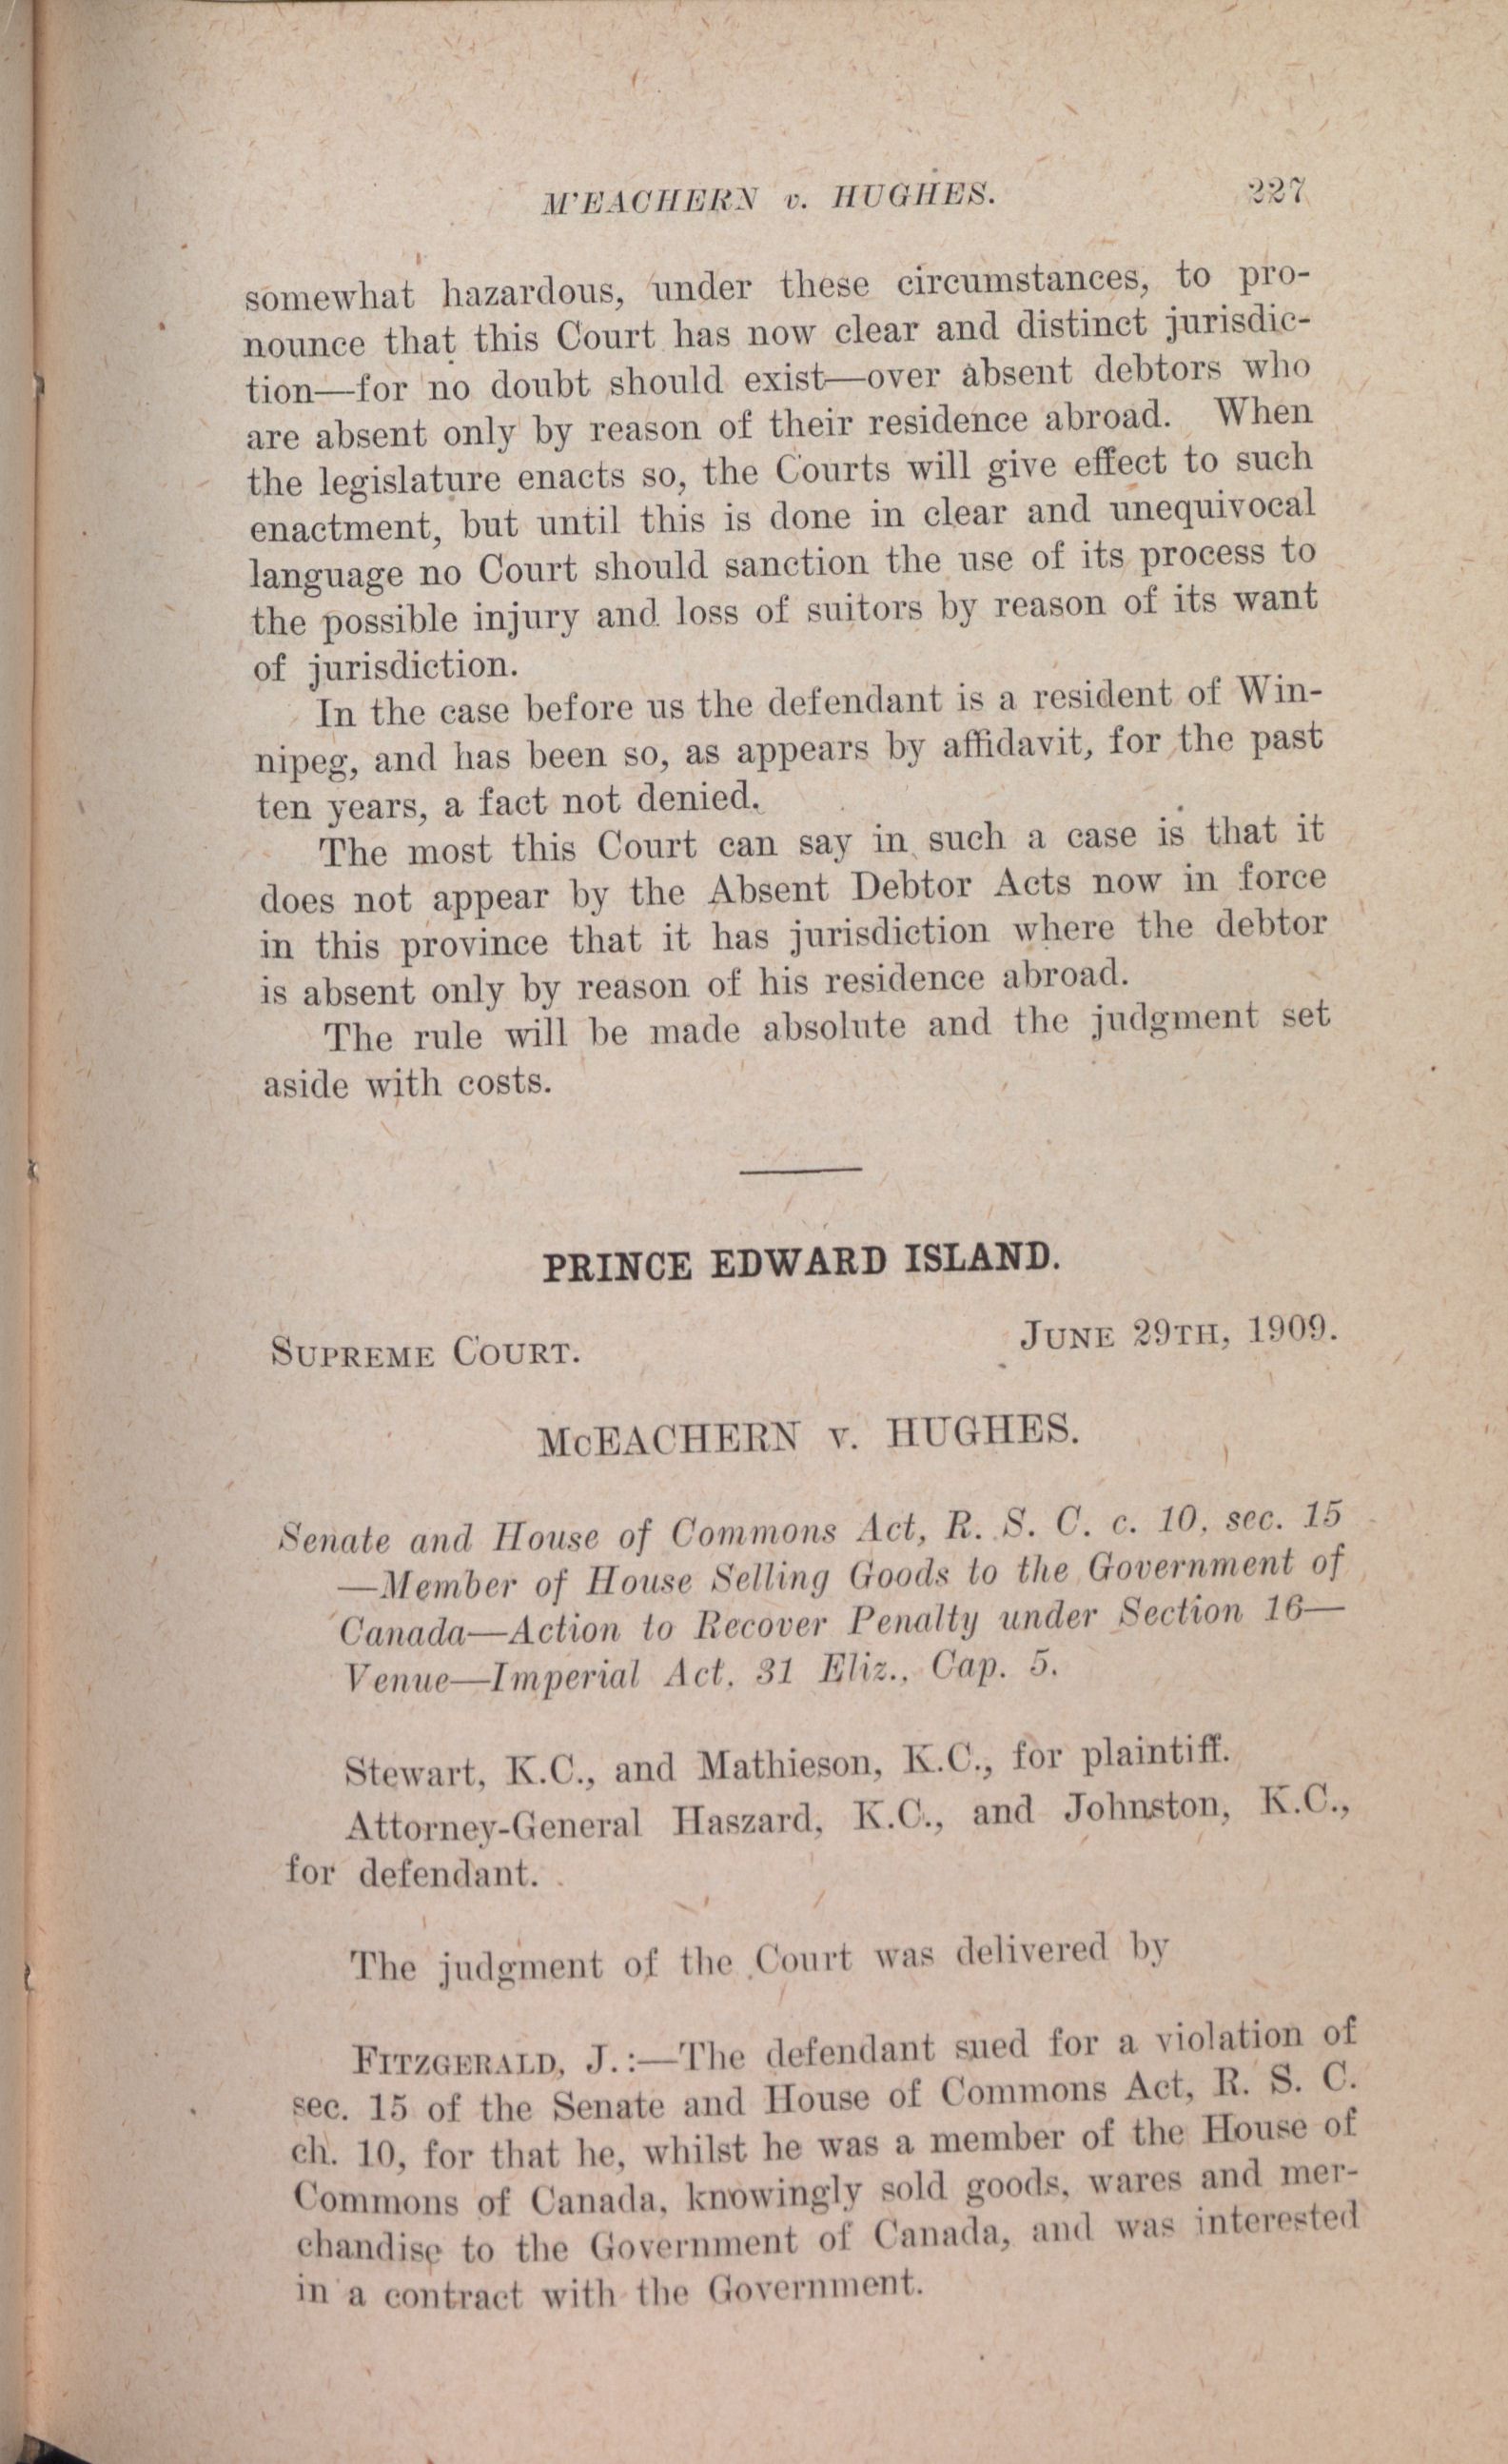 M'EACHERN v. HUGHES. 227
somewhat hazardous, under these circumstances, to pro-
nounce that this Court has now clear and distinct jurisdic-
tion—for no doubt should exist—over absent debtors who
are absent only by reason of their residence abroad. When
the legislature enacts so, the Courts will give effect to such
enactment, but until this is done in clear and unequivocal
language no Court should sanction the use of its process to
the possible injury and loss of suitors by reason of its want
of jurisdiction.
In the case before us the defendant is a resident of Win-
nipeg, and has been so, as appears by affidavit, for the past
ten years, a fact not denied.
The most this Court can say in such a case is that it
does not appear by the Absent Debtor Acts now in force
in this province that it has jurisdiction where the debtor
is absent only by reason of his residence abroad.
The rule will be made absolute and the judgment set
aside with costs.
PRINCE EDWARD ISLAND.
SUPREME COURT. JUNE 29TH, 1909.
McEACHERN v. HUGHES.
Senate and House of Commons Act, R. S. C. c. 10, sec. 15
—Member of House Selling Goods to the Government of
Canada—Action to Recover Penalty under Section 16—
Venue—Imperial Act, 31 Eliz., Cap. 5.
Stewart, K.C., and Mathieson, K.C., for plaintiff.
Attorney-General Haszard, K.C., and Johnston, K.C.,
for defendant.
The judgment of the Court was delivered by
FITZGERALD, J.:—The defendant sued for a violation of
sec. 15 of the Senate and House of Commons Act, R. S. C.
ch. 10, for that he, whilst he was a member of the House of
Commons of Canada, knowingly sold goods, wares and mer-
chandise to the Government of Canada, and was interested
in a contract with the Government.